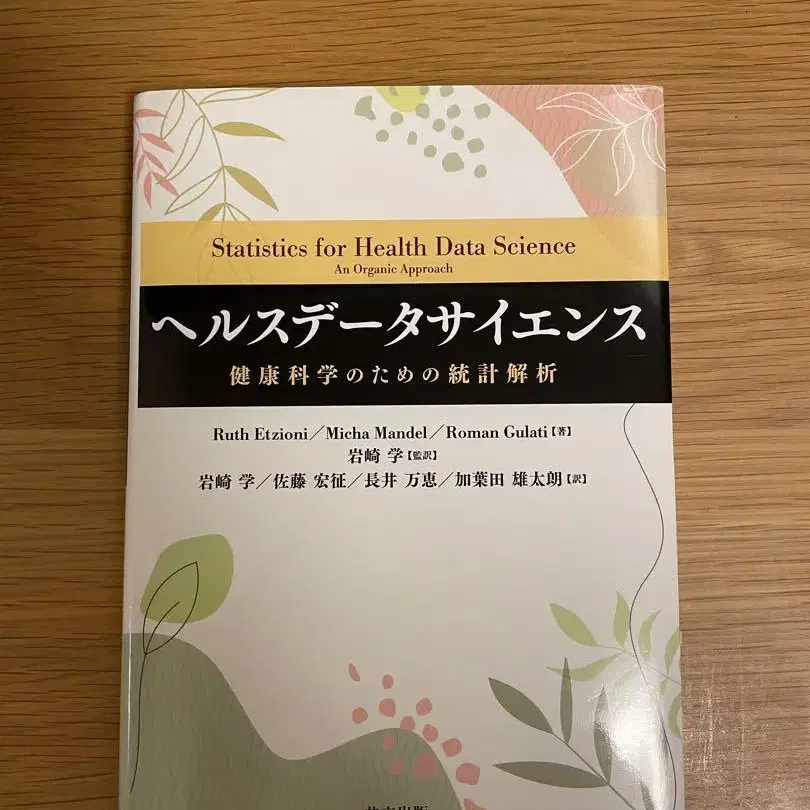 Statistics for Health Data Science
An Organic Approach
ヘルスデータサイエンス
健康科学のための統計解析
Ruth Etzioni／Micha Mandel／Roman Gulati【著】
岩崎 学【監訳】
岩崎 学／佐藤 宏征／長井 万恵／加葉田 雄太朗【訳】